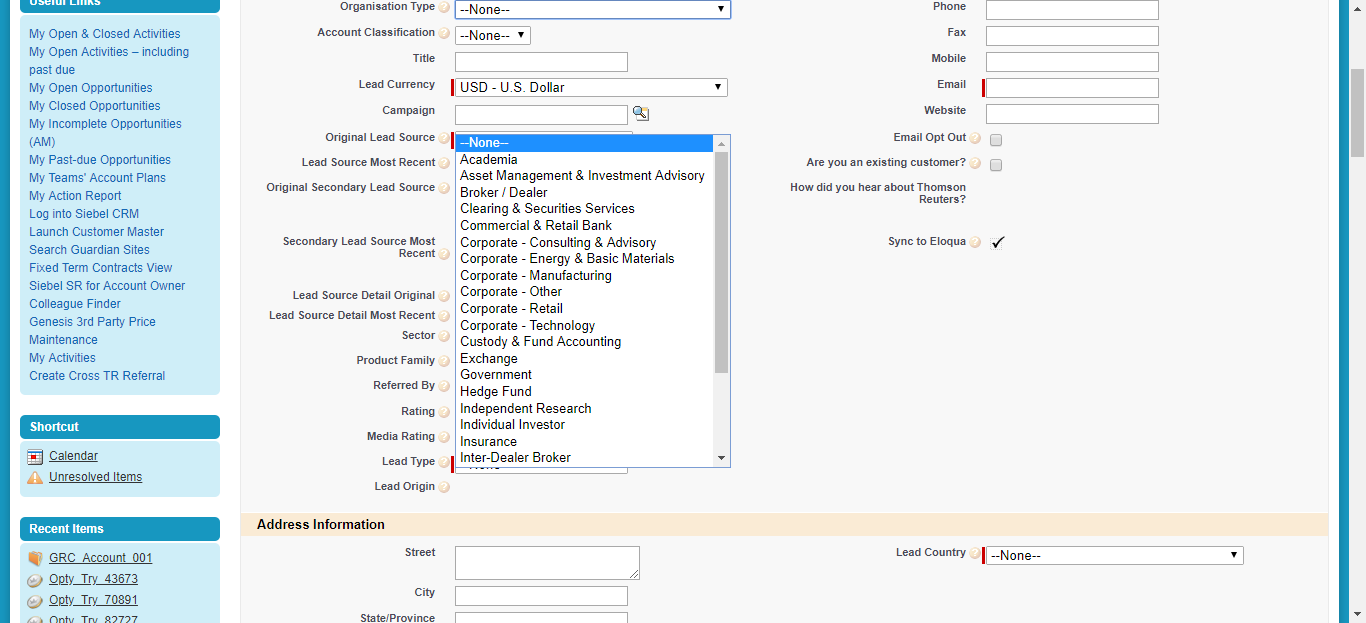 Useful Links
My Open & Closed Activities
My Open Activities – including
past due
My Open Opportunities
My Closed Opportunities
My Incomplete Opportunities
(AM)
My Past-due Opportunities
My Teams' Account Plans
My Action Report
Log into Siebel CRM
Launch Customer Master
Search Guardian Sites
Fixed Term Contracts View
Siebel SR for Account Owner
Colleague Finder
Genesis 3rd Party Price
Maintenance
My Activities
Create Cross TR Referral
Shortcut
Calendar
Unresolved Items
Recent Items
GRC_Account_001
Opty_Try_43673
Opty_Try_70891
Opty_Try_82727
Organisation Type ? --None--
Account Classification ? --None--
Title
Lead Currency USD - U.S. Dollar
Campaign
Original Lead Source ?
Lead Source Most Recent ?
Original Secondary Lead Source ?
Secondary Lead Source Most
Recent ?
Lead Source Detail Original ?
Lead Source Detail Most Recent ?
Sector ?
Product Family ?
Referred By ?
Rating ?
Media Rating ?
Lead Type ?
Lead Origin ?
--None--
Academia
Asset Management & Investment Advisory
Broker / Dealer
Clearing & Securities Services
Commercial & Retail Bank
Corporate - Consulting & Advisory
Corporate - Energy & Basic Materials
Corporate - Manufacturing
Corporate - Other
Corporate - Retail
Corporate - Technology
Custody & Fund Accounting
Exchange
Government
Hedge Fund
Independent Research
Individual Investor
Insurance
Inter-Dealer Broker
Phone
Fax
Mobile
Email
Website
Email Opt Out ?
Are you an existing customer? ?
How did you hear about Thomson
Reuters?
Sync to Eloqua ?
Address Information
Street
City
State/Province
Lead Country ? --None--